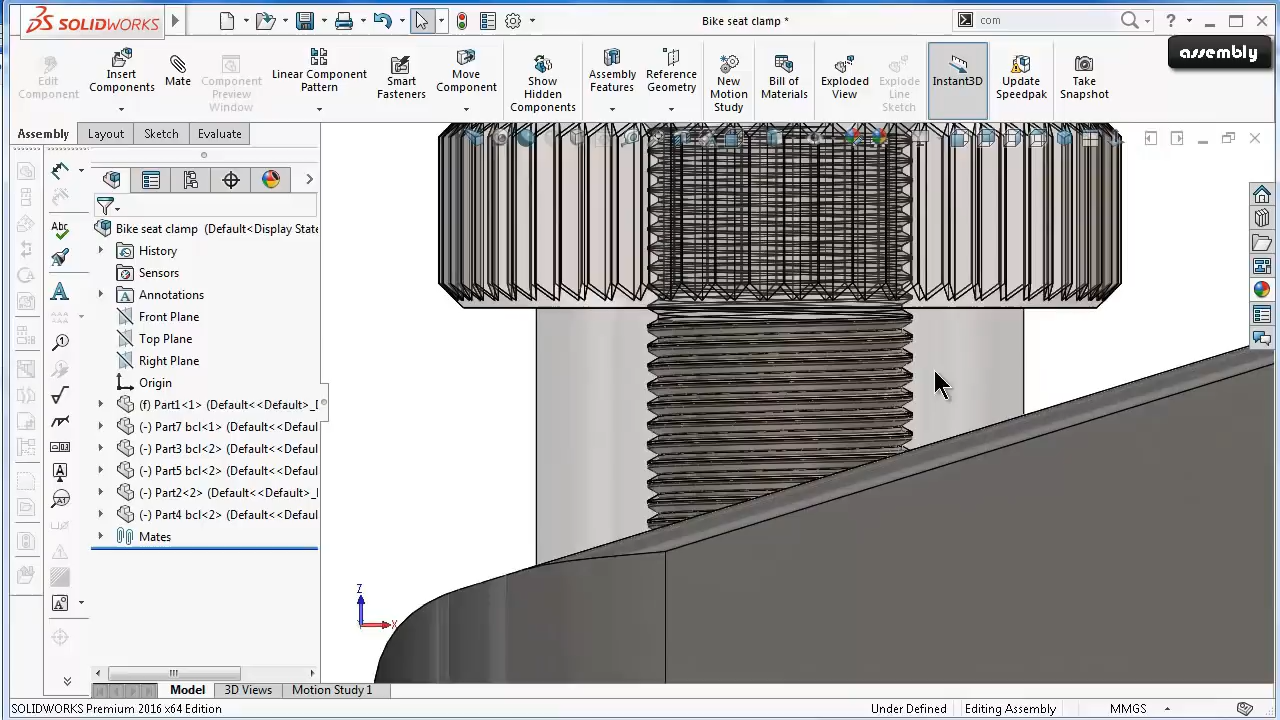 SOLIDWORKS
Bike seat clamp *
com
assembly
Edit Component
Insert Components
Mate
Component Preview Window
Linear Component Pattern
Smart Fasteners
Move Component
Show Hidden Components
Assembly Features
Reference Geometry
New Motion Study
Bill of Materials
Exploded View
Explode Line Sketch
Instant3D
Update Speedpak
Take Snapshot
Assembly
Layout
Sketch
Evaluate
Bike seat clamp (Default<Display State
History
Sensors
Annotations
Front Plane
Top Plane
Right Plane
Origin
(f) Part1<1> (Default<<Default>_
(-) Part7 bcl<1> (Default<<Defaul
(-) Part3 bcl<2> (Default<<Defaul
(-) Part5 bcl<2> (Default<<Defaul
(-) Part2<2> (Default<<Default>_
(-) Part4 bcl<2> (Default<<Defaul
Mates
Abc
A
Z
X
Model
3D Views
Motion Study 1
SOLIDWORKS Premium 2016 x64 Edition
Under Defined
Editing Assembly
MMGS